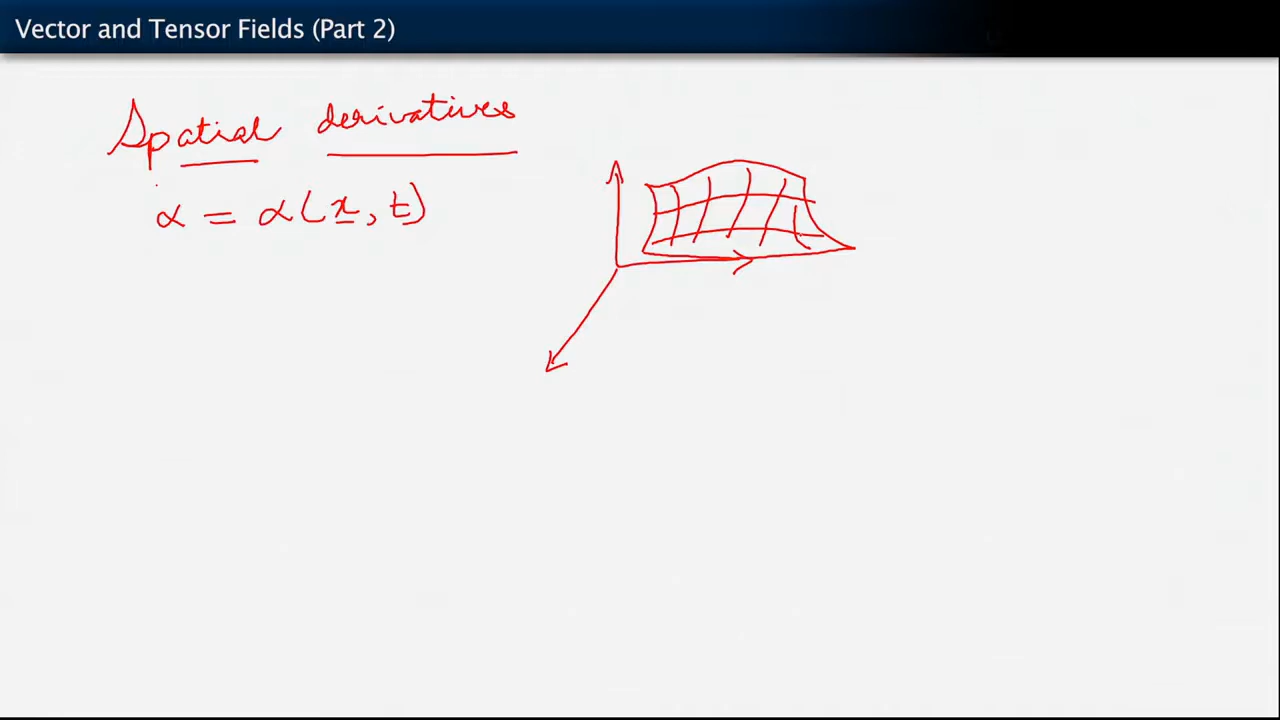 Vector and Tensor Fields (Part 2)
Spatial derivatives
α = α(x, t)